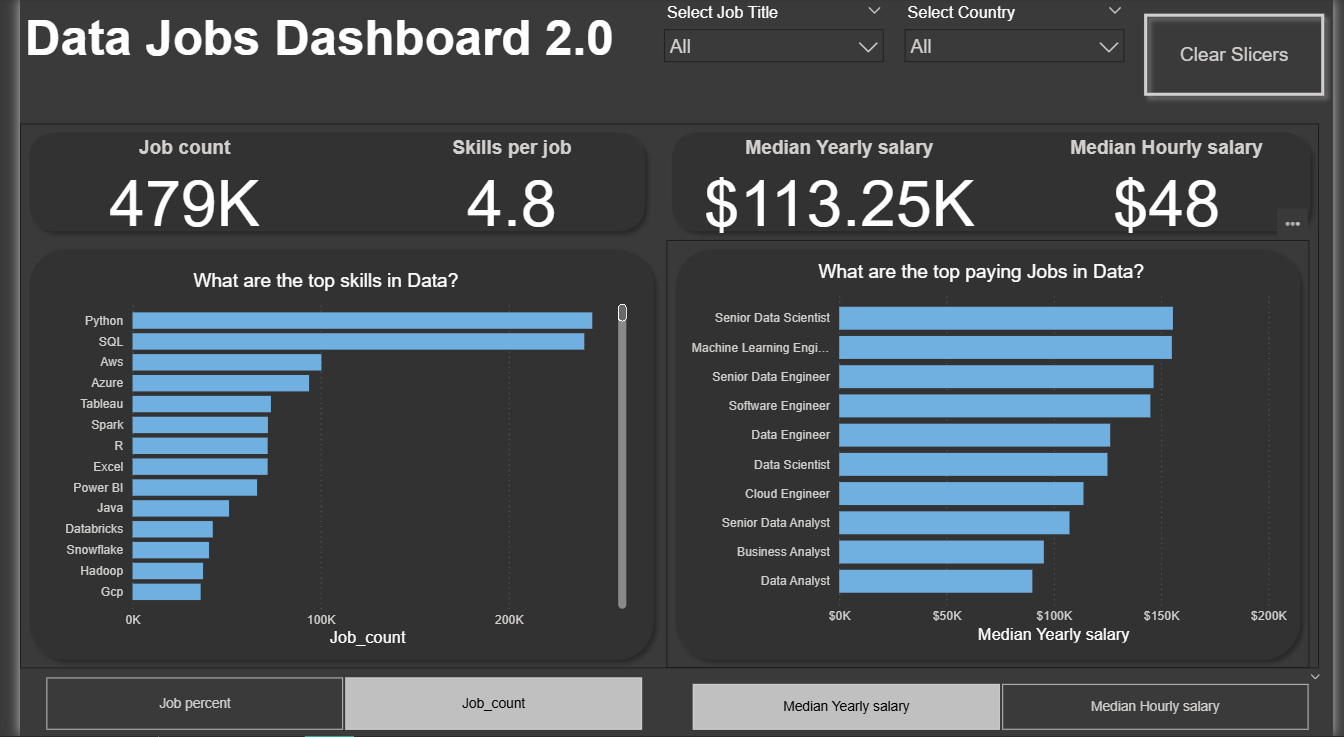 Data Jobs Dashboard 2.0
Select Job Title
All
Select Country
All
Clear Slicers
Job count
479K
Skills per job
4.8
Median Yearly salary
$113.25K
Median Hourly salary
$48
What are the top skills in Data?
Python
SQL
Aws
Azure
Tableau
Spark
R
Excel
Power BI
Java
Databricks
Snowflake
Hadoop
Gcp
0K 100K 200K
Job_count
What are the top paying Jobs in Data?
Senior Data Scientist
Machine Learning Engi...
Senior Data Engineer
Software Engineer
Data Engineer
Data Scientist
Cloud Engineer
Senior Data Analyst
Business Analyst
Data Analyst
$0K $50K $100K $150K $200K
Median Yearly salary
Job percent
Job_count
Median Yearly salary
Median Hourly salary